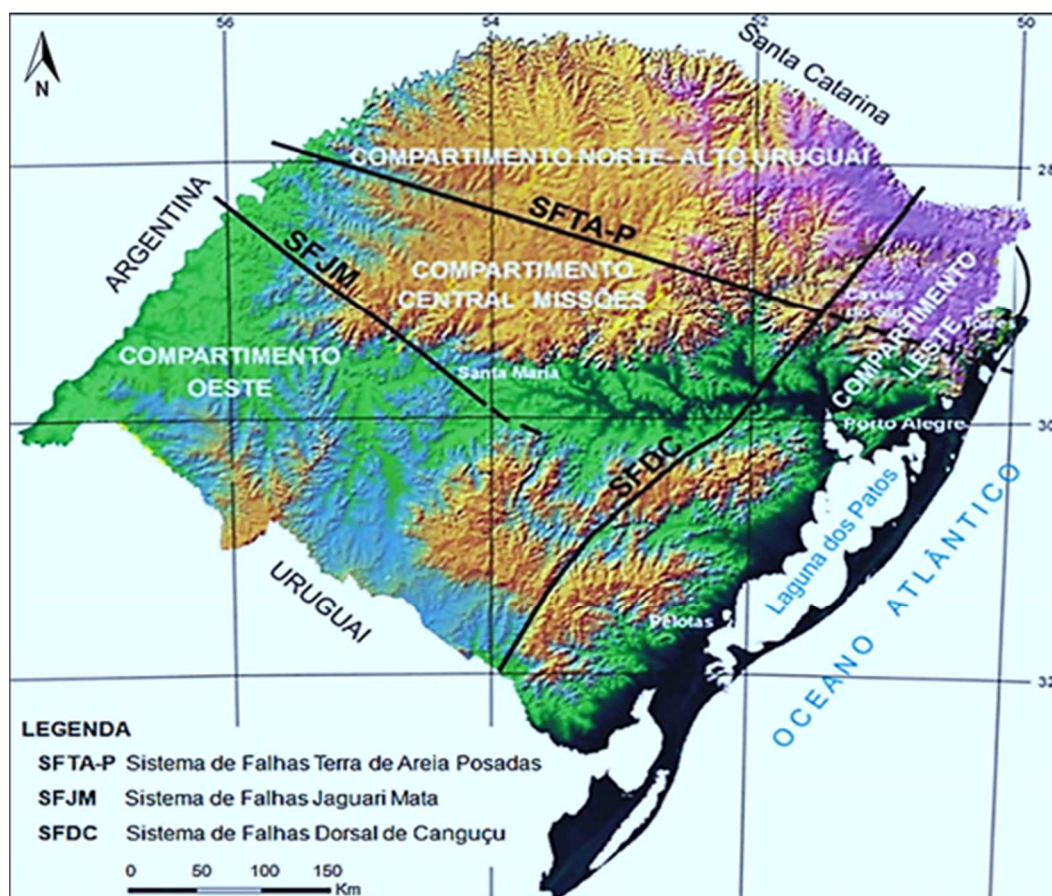 56
54
52
50
N
Santa Catarina
COMPARTIMENTO NORTE- ALTO URUGUAI
28
ARGENTINA
SFTA-P
SFJM
COMPARTIMENTO
CENTRAL MISSÕES
COMPARTIMENTO
LESTE
Caxias
do Sul
Torres
COMPARTIMENTO
OESTE
Santa Maria
Porto Alegre
30
SFDC
Laguna dos Patos
OCEANO ATLÂNTICO
URUGUAI
Pelotas
32
LEGENDA
SFTA-P Sistema de Falhas Terra de Areia Posadas
SFJM Sistema de Falhas Jaguari Mata
SFDC Sistema de Falhas Dorsal de Canguçu
0 50 100 150
Km